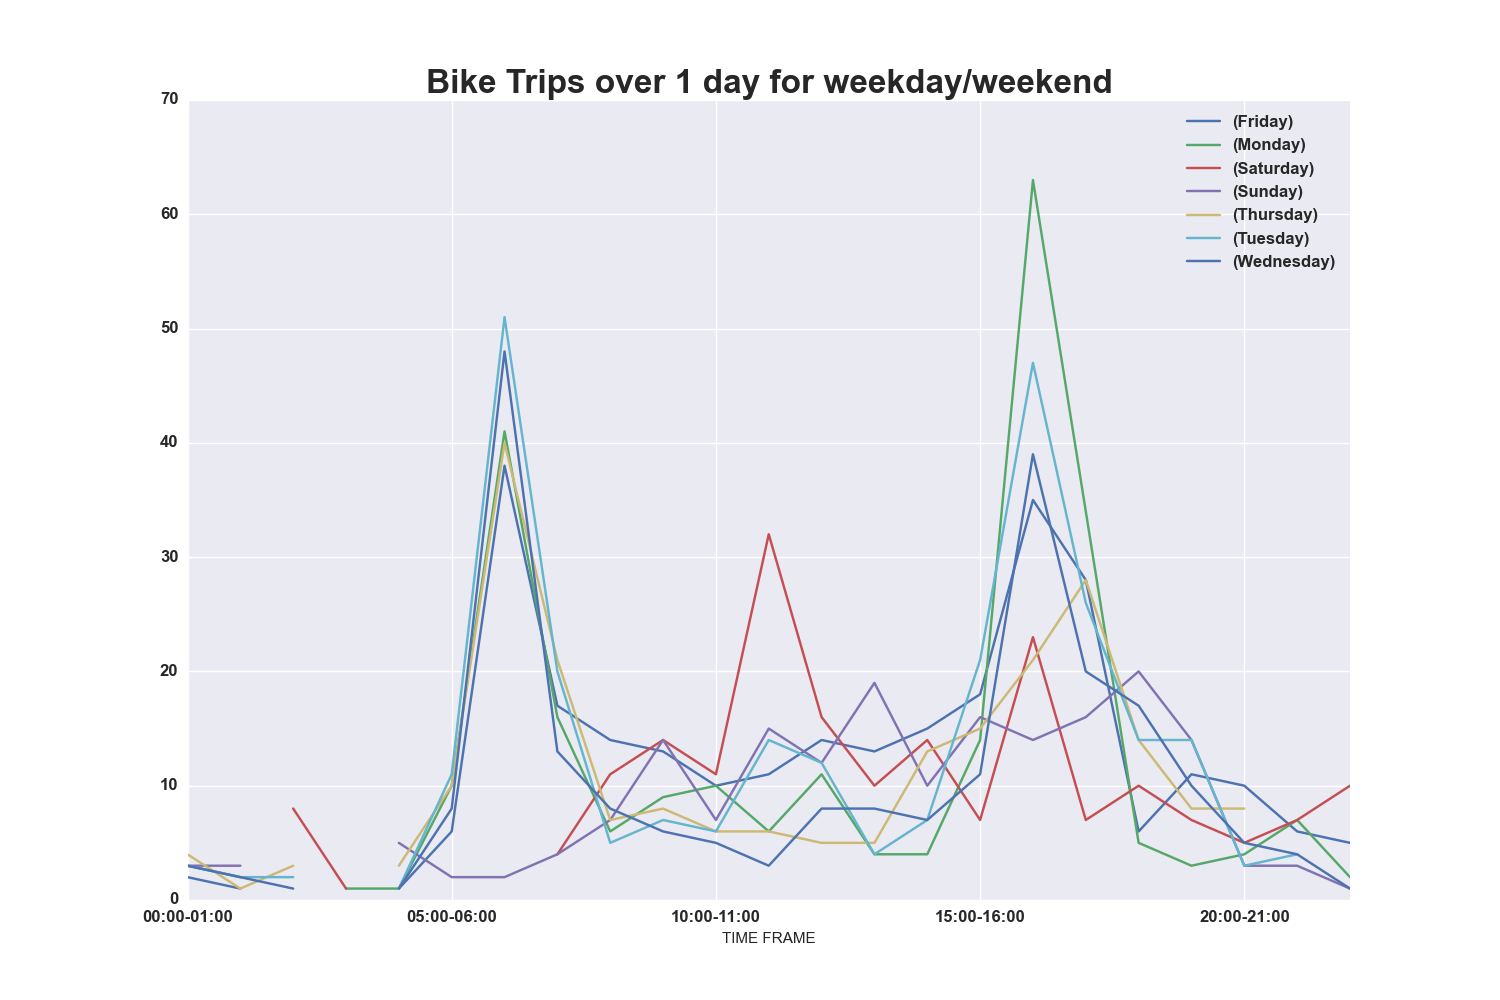 Bike Trips over 1 day for weekday/weekend
70
60
50
40
30
20
10
0
(Friday)
(Monday)
(Saturday)
(Sunday)
(Thursday)
(Tuesday)
(Wednesday)
00:00-01:00 05:00-06:00 10:00-11:00 15:00-16:00 20:00-21:00
TIME FRAME